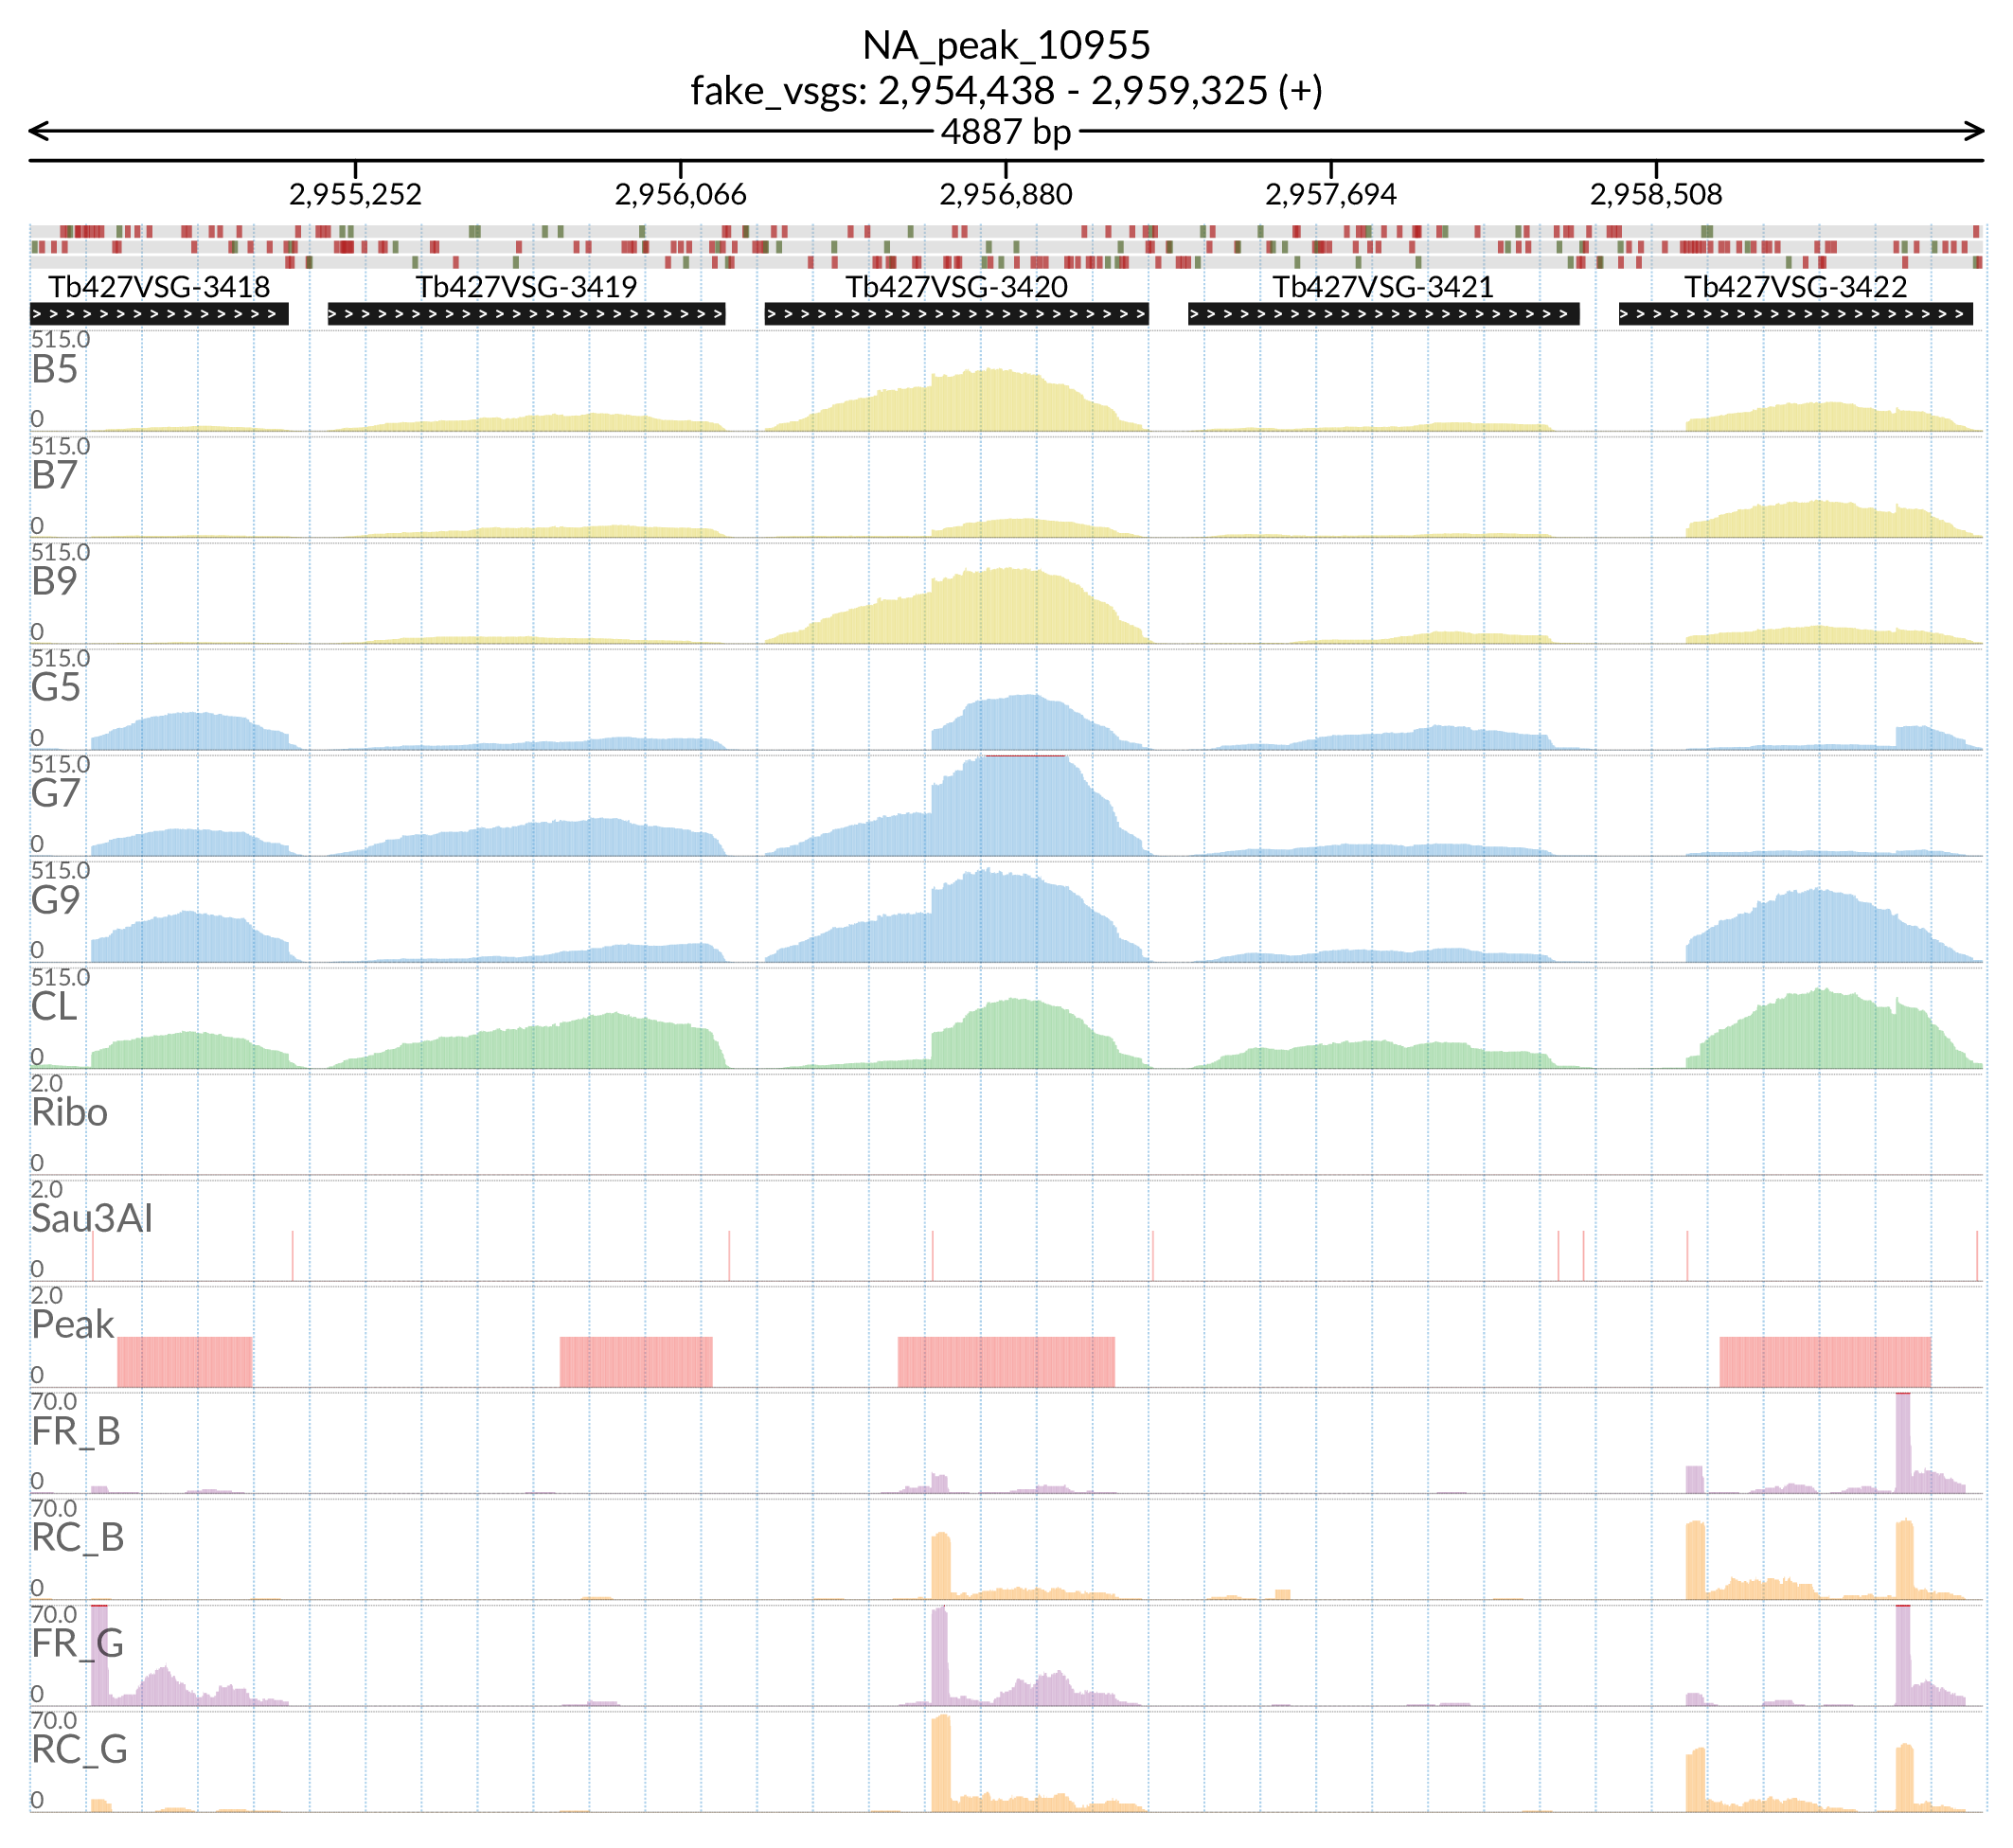 NA_peak_10955
fake_vsgs: 2,954,438 - 2,959,325 (+)
4887 bp
2,955,252 2,956,066 2,956,880 2,957,694 2,958,508
Tb427VSG-3418 Tb427VSG-3419 Tb427VSG-3420 Tb427VSG-3421 Tb427VSG-3422
515.0
B5
0
515.0
B7
0
515.0
B9
0
515.0
G5
0
515.0
G7
0
515.0
G9
0
515.0
CL
0
2.0
Ribo
0
2.0
Sau3AI
0
2.0
Peak
0
70.0
FR_B
0
70.0
RC_B
0
70.0
FR_G
0
70.0
RC_G
0